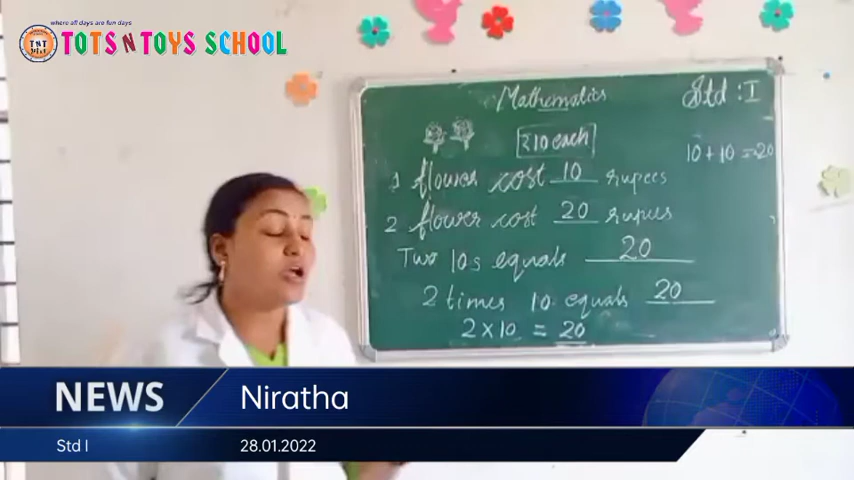 where all days are fun days
TOTS N TOYS SCHOOL
TNT
Mathematics
Std : I
₹10 each
10 + 10 = 20
1 flower cost 10 rupees
2 flower cost 20 rupees
Two 10s equals 20
2 times 10 equals 20
2 × 10 = 20
NEWS
Niratha
Std I
28.01.2022